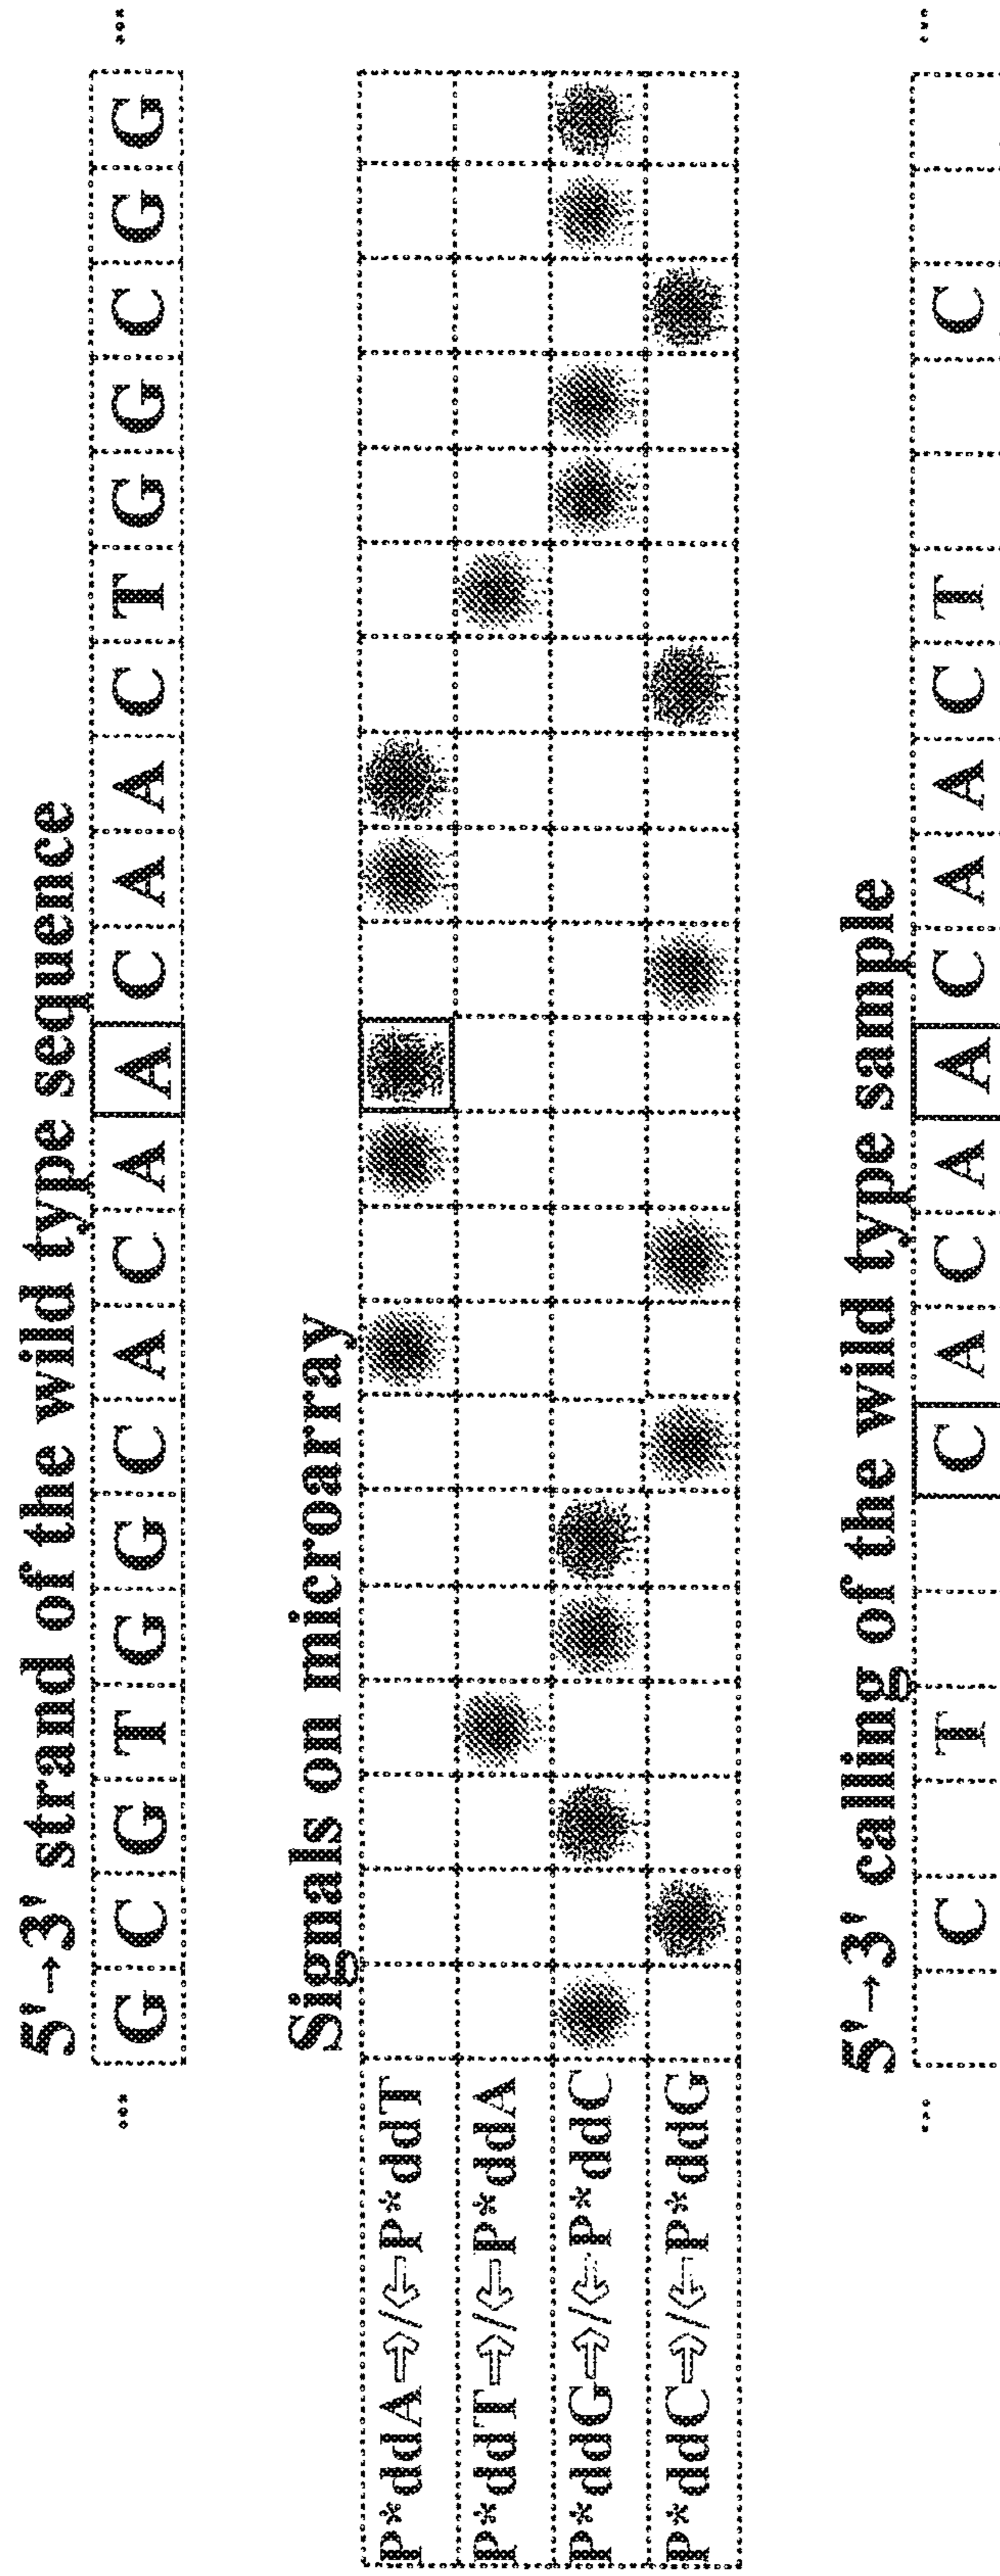 5'→3' strand of the wild type sequence
... G C G T G G C A C A A C A A C T G G C G G ...
Signals on microarray
P*ddA⇨/⇦P*ddT
P*ddT⇨/⇦P*ddA
P*ddG⇨/⇦P*ddC
P*ddC⇨/⇦P*ddG
5'→3' calling of the wild type sample
... C T C A C A A C A A C T C ...